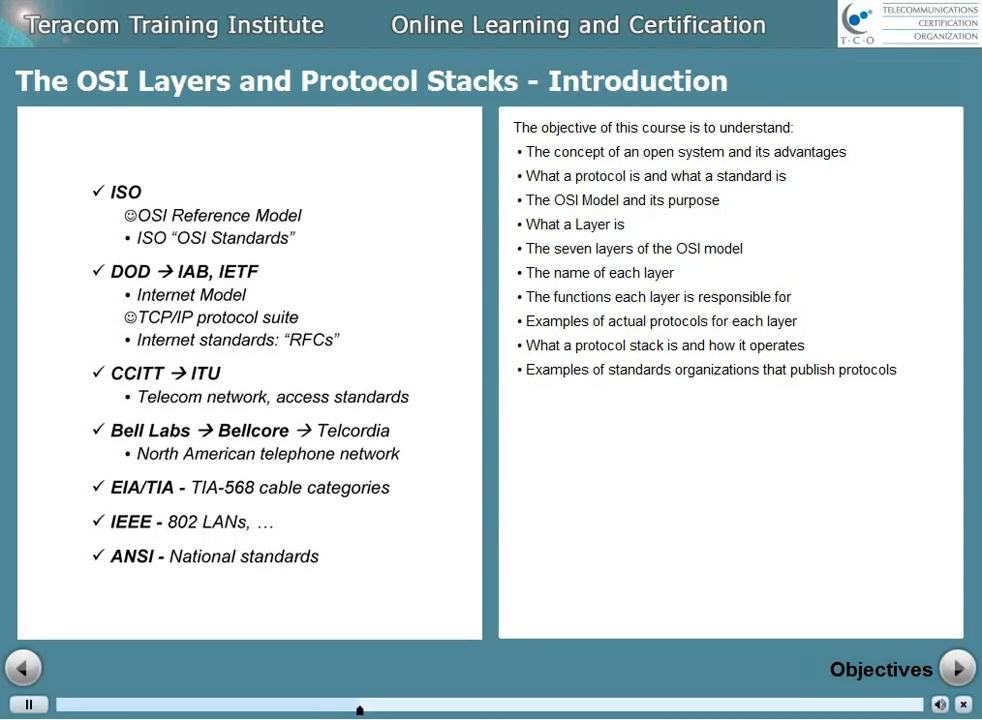 Teracom Training Institute
Online Learning and Certification
TELECOMMUNICATIONS
CERTIFICATION
ORGANIZATION
T·C·O
The OSI Layers and Protocol Stacks - Introduction
✓ ISO
☺OSI Reference Model
• ISO “OSI Standards”
✓ DOD → IAB, IETF
• Internet Model
☺TCP/IP protocol suite
• Internet standards: “RFCs”
✓ CCITT → ITU
• Telecom network, access standards
✓ Bell Labs → Bellcore → Telcordia
• North American telephone network
✓ EIA/TIA - TIA-568 cable categories
✓ IEEE - 802 LANs, …
✓ ANSI - National standards
The objective of this course is to understand:
• The concept of an open system and its advantages
• What a protocol is and what a standard is
• The OSI Model and its purpose
• What a Layer is
• The seven layers of the OSI model
• The name of each layer
• The functions each layer is responsible for
• Examples of actual protocols for each layer
• What a protocol stack is and how it operates
• Examples of standards organizations that publish protocols
Objectives